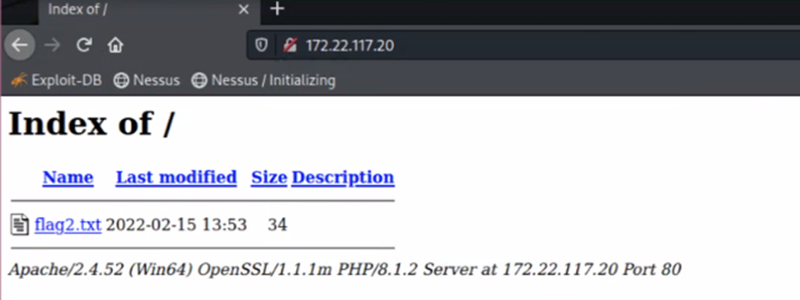 Index of /
172.22.117.20
Exploit-DB Nessus Nessus / Initializing
Index of /
Name Last modified Size Description
flag2.txt 2022-02-15 13:53 34
Apache/2.4.52 (Win64) OpenSSL/1.1.1m PHP/8.1.2 Server at 172.22.117.20 Port 80